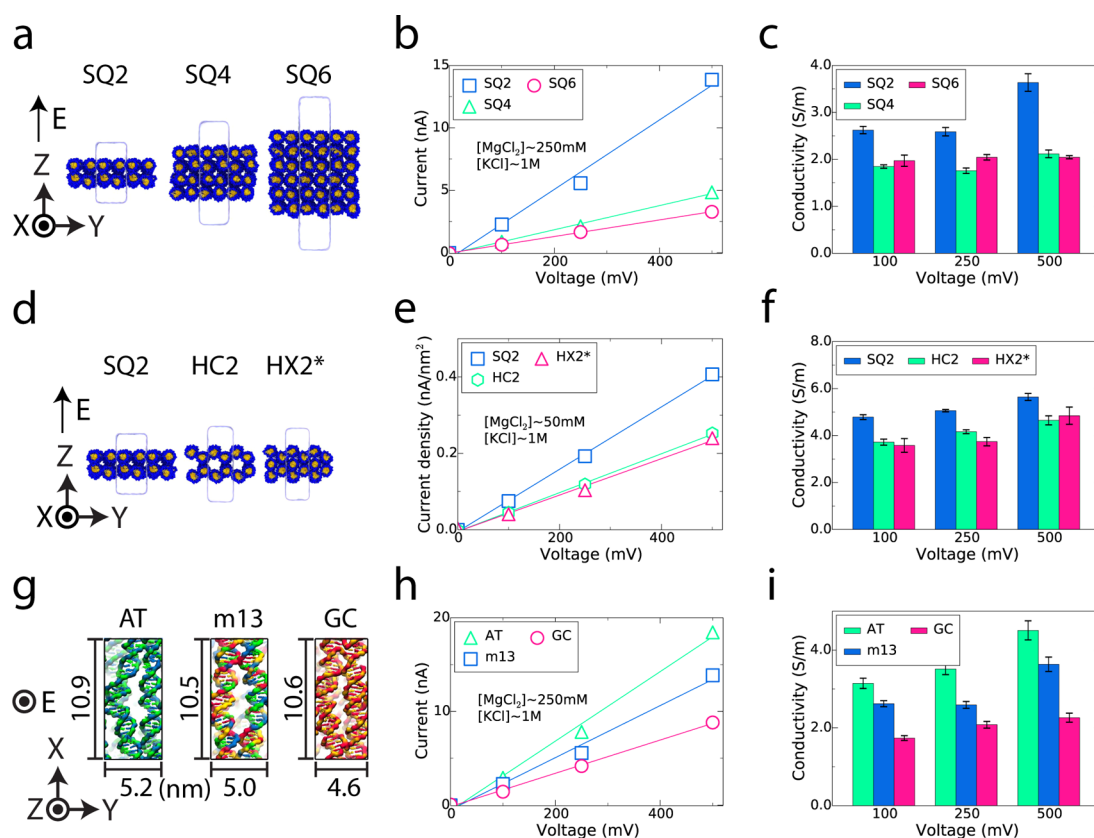 a
SQ2 SQ4 SQ6
E
Z
X Y
b
15
10
5
0
Current (nA)
SQ2 SQ6
SQ4
[MgCl₂]~250mM
[KCl]~1M
0 200 400
Voltage (mV)
c
4.0
3.0
2.0
1.0
0.0
Conductivity (S/m)
SQ2 SQ6
SQ4
100 250 500
Voltage (mV)
d
SQ2 HC2 HX2*
E
Z
X Y
e
0.4
0.2
0.0
Current density (nA/nm²)
SQ2 HX2*
HC2
[MgCl₂]~50mM
[KCl]~1M
0 200 400
Voltage (mV)
f
8.0
6.0
4.0
2.0
0.0
Conductivity (S/m)
SQ2 HC2 HX2*
100 250 500
Voltage (mV)
g
AT m13 GC
E
X
Z Y
10.9 10.5 10.6
5.2 (nm) 5.0 4.6
h
20
10
0
Current (nA)
AT GC
m13
[MgCl₂]~250mM
[KCl]~1M
0 200 400
Voltage (mV)
i
4.0
2.0
0.0
Conductivity (S/m)
AT GC
m13
100 250 500
Voltage (mV)